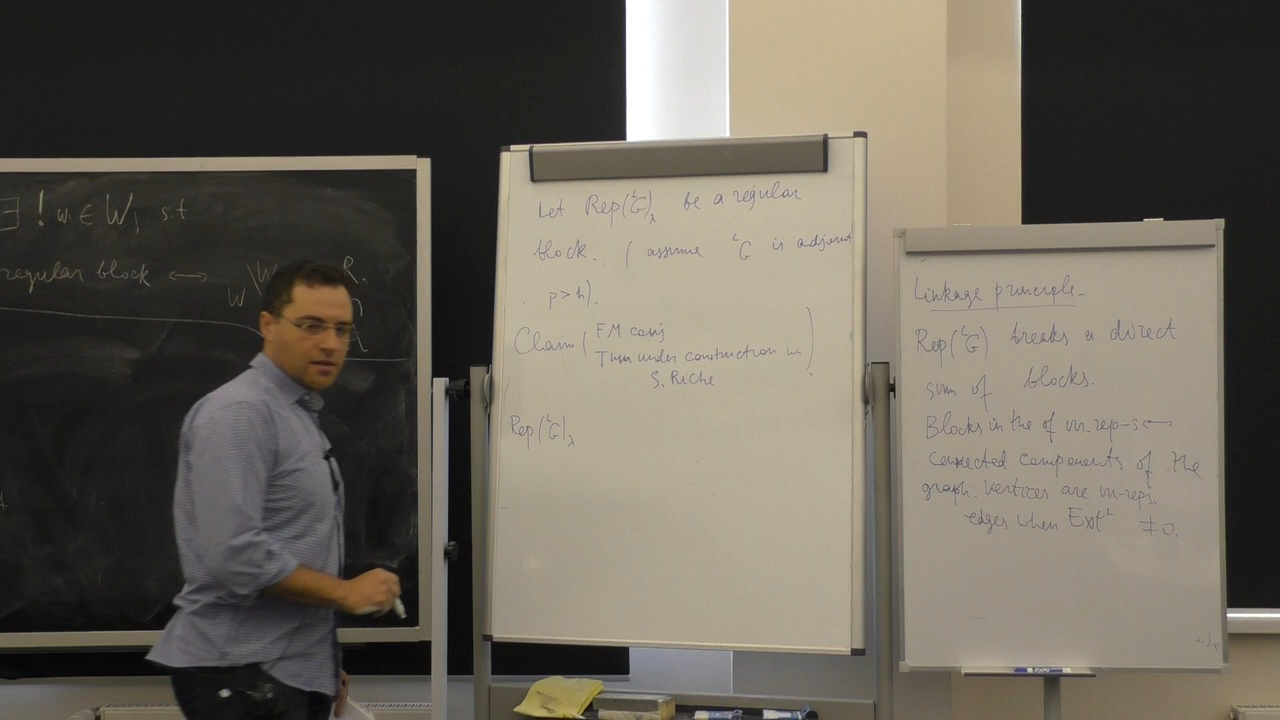 ∃ ! w ∈ W, s.t
regular block ⟷ W\W R.
Let Rep(ᴸG)_λ be a regular
block. ( assume ᴸG is adjoint
p > h).
Claim ( FM conj
Thm under construction w )
S. Riche
Rep(ᴸG)_λ
Linkage principle.
Rep(ᴸG) breaks a direct
sum of blocks.
Blocks in the of irr. rep-s ⟷
connected components of the
graph. Vertices are irr-reps.
edges when Ext¹ ≠ 0.